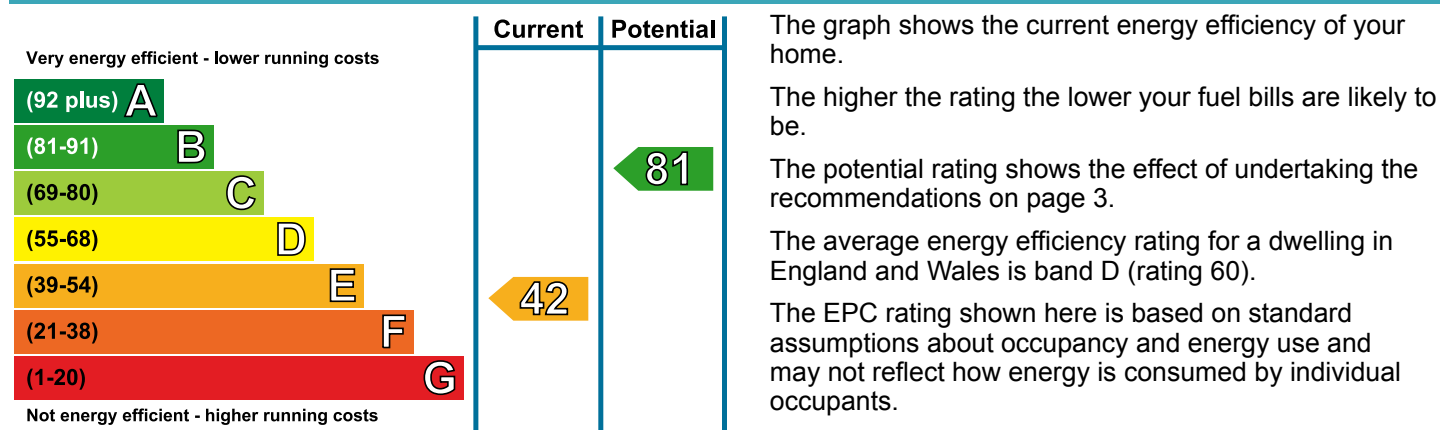 Current Potential
Very energy efficient - lower running costs
(92 plus) A
(81-91) B
(69-80) C
(55-68) D
(39-54) E
(21-38) F
(1-20) G
Not energy efficient - higher running costs
81
42
The graph shows the current energy efficiency of your
home.
The higher the rating the lower your fuel bills are likely to
be.
The potential rating shows the effect of undertaking the
recommendations on page 3.
The average energy efficiency rating for a dwelling in
England and Wales is band D (rating 60).
The EPC rating shown here is based on standard
assumptions about occupancy and energy use and
may not reflect how energy is consumed by individual
occupants.